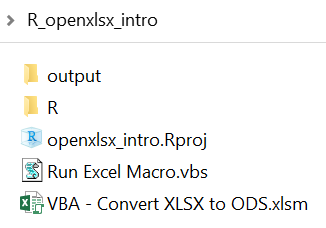 R_openxlsx_intro
output
R
openxlsx_intro.Rproj
Run Excel Macro.vbs
VBA - Convert XLSX to ODS.xlsm